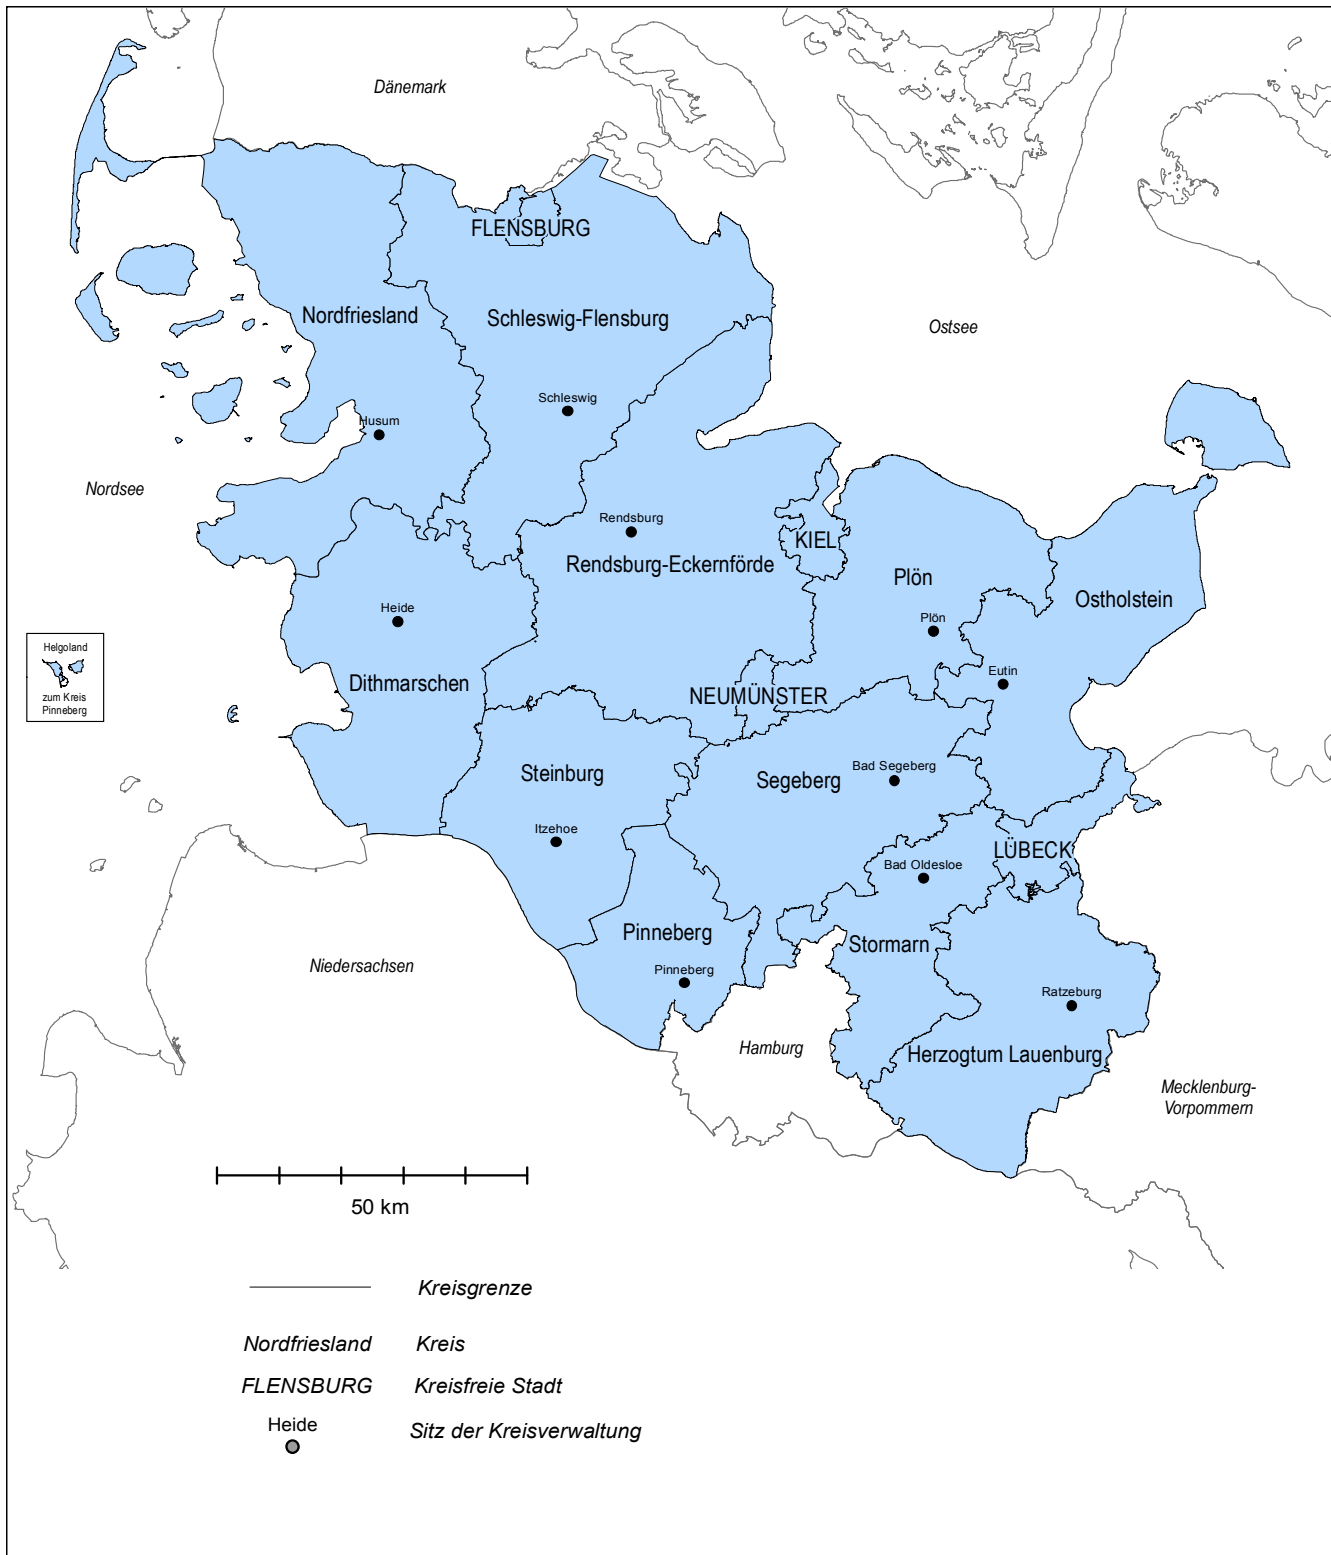 Dänemark
FLENSBURG
Nordfriesland
Schleswig-Flensburg
Ostsee
Schleswig
Husum
Nordsee
Rendsburg
KIEL
Rendsburg-Eckernförde
Plön
Ostholstein
Heide
Plön
Helgoland
zum Kreis
Pinneberg
Eutin
Dithmarschen
NEUMÜNSTER
Steinburg
Segeberg
Bad Segeberg
Itzehoe
LÜBECK
Bad Oldesloe
Pinneberg
Stormarn
Niedersachsen
Pinneberg
Ratzeburg
Hamburg
Herzogtum Lauenburg
Mecklenburg-
Vorpommern
50 km
Kreisgrenze
Nordfriesland Kreis
FLENSBURG Kreisfreie Stadt
Heide Sitz der Kreisverwaltung